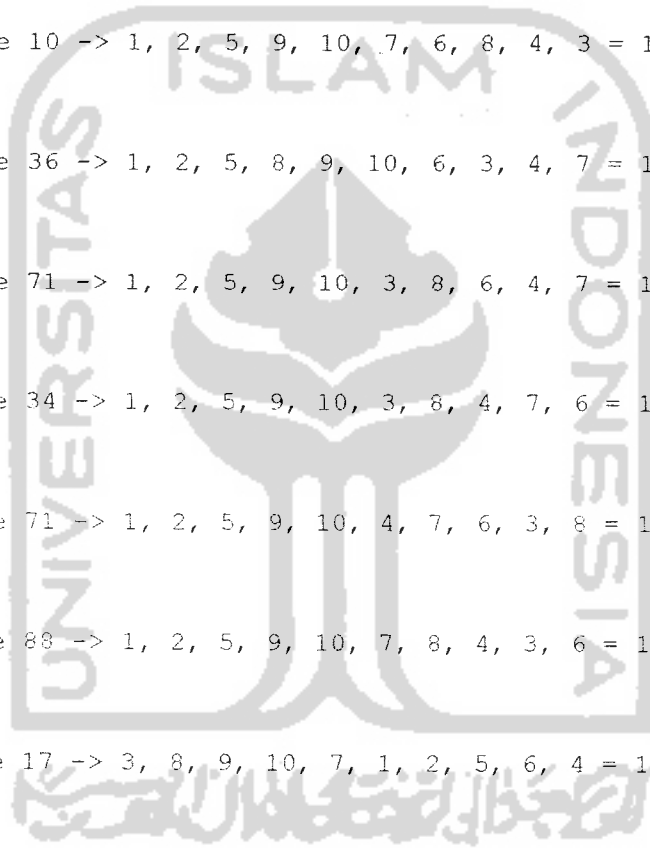 e 10 -> 1, 2, 5, 9, 10, 7, 6, 8, 4, 3 = 1
ISLAM
UNIVERSITAS
INDONESIA
e 36 -> 1, 2, 5, 8, 9, 10, 6, 3, 4, 7 = 1
e 71 -> 1, 2, 5, 9, 10, 3, 8, 6, 4, 7 = 1
e 34 -> 1, 2, 5, 9, 10, 3, 8, 4, 7, 6 = 1
e 71 -> 1, 2, 5, 9, 10, 4, 7, 6, 3, 8 = 1
e 88 -> 1, 2, 5, 9, 10, 7, 8, 4, 3, 6 = 1
e 17 -> 3, 8, 9, 10, 7, 1, 2, 5, 6, 4 = 1